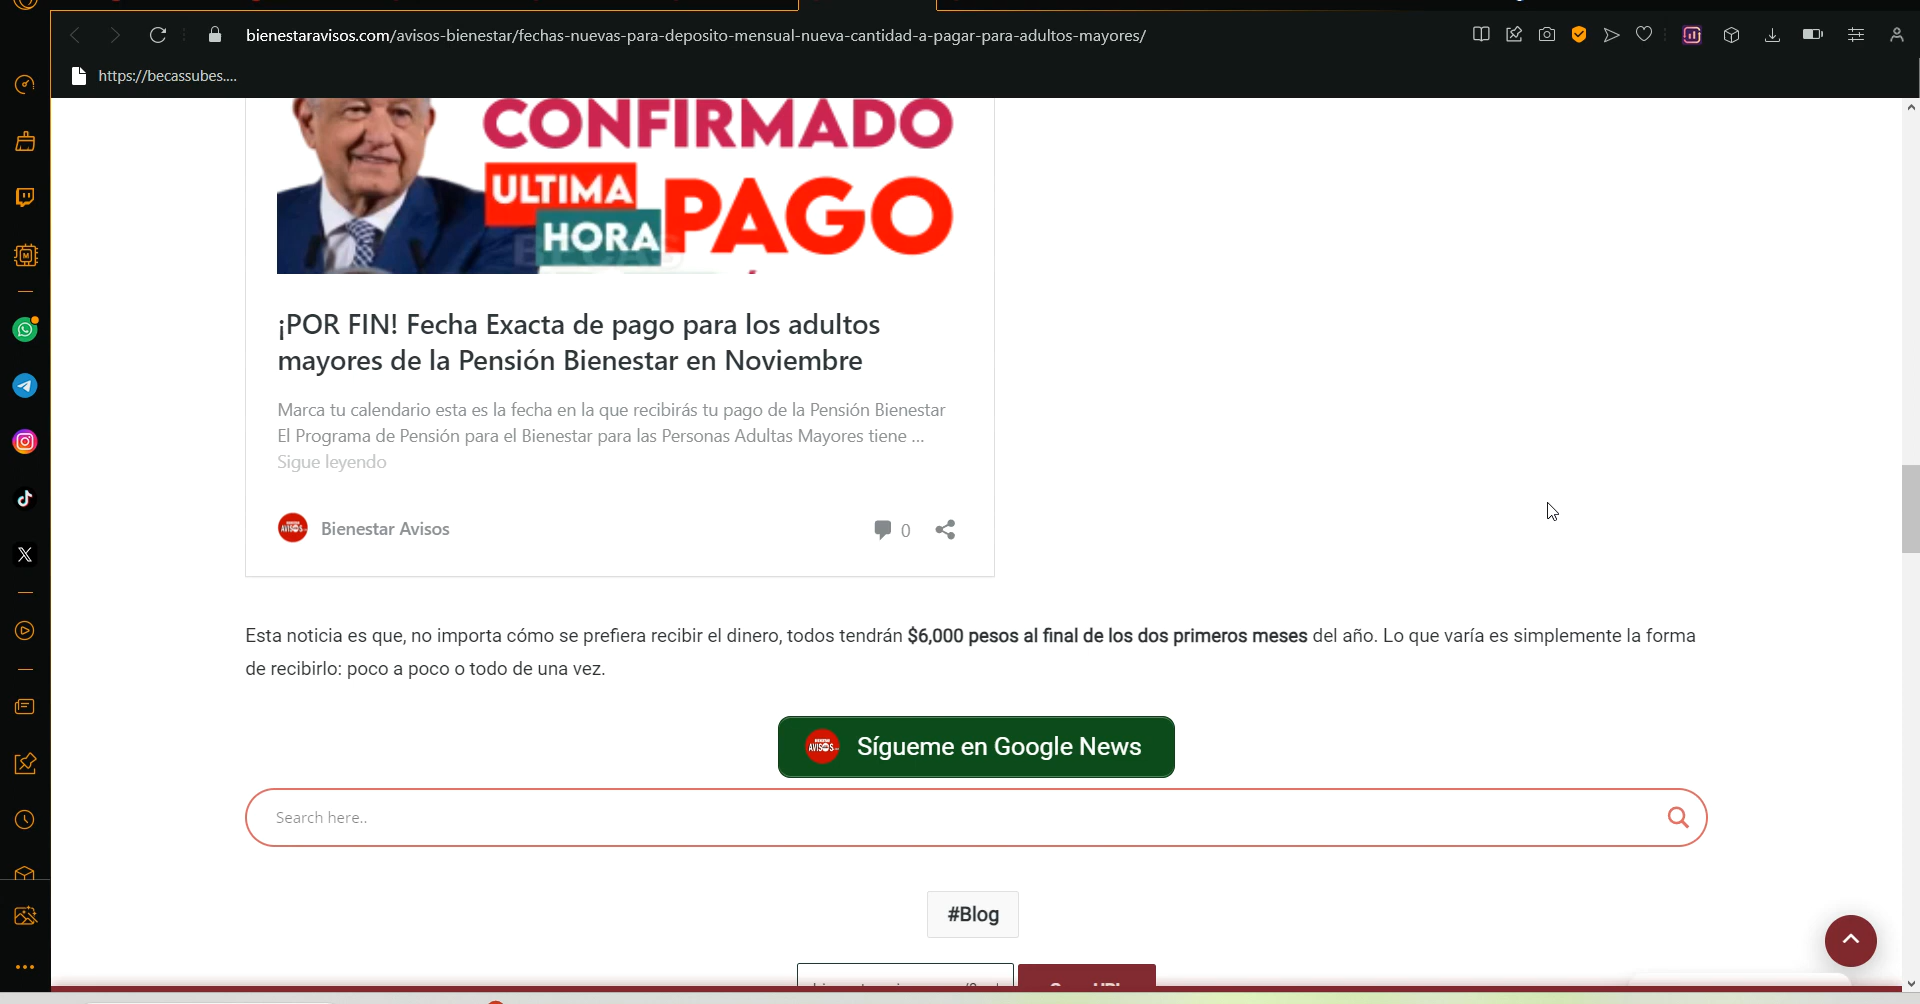 bienestaravisos.com/avisos-bienestar/fechas-nuevas-para-deposito-mensual-nueva-cantidad-a-pagar-para-adultos-mayores/
https://becassubes....
CONFIRMADO
ULTIMA
HORA
PAGO
¡POR FIN! Fecha Exacta de pago para los adultos
mayores de la Pensión Bienestar en Noviembre
Marca tu calendario esta es la fecha en la que recibirás tu pago de la Pensión Bienestar
El Programa de Pensión para el Bienestar para las Personas Adultas Mayores tiene ...
Sigue leyendo
AVISOS
Bienestar Avisos
0
Esta noticia es que, no importa cómo se prefiera recibir el dinero, todos tendrán $6,000 pesos al final de los dos primeros meses del año. Lo que varía es simplemente la forma
de recibirlo: poco a poco o todo de una vez.
AVISOS
Sígueme en Google News
Search here..
#Blog